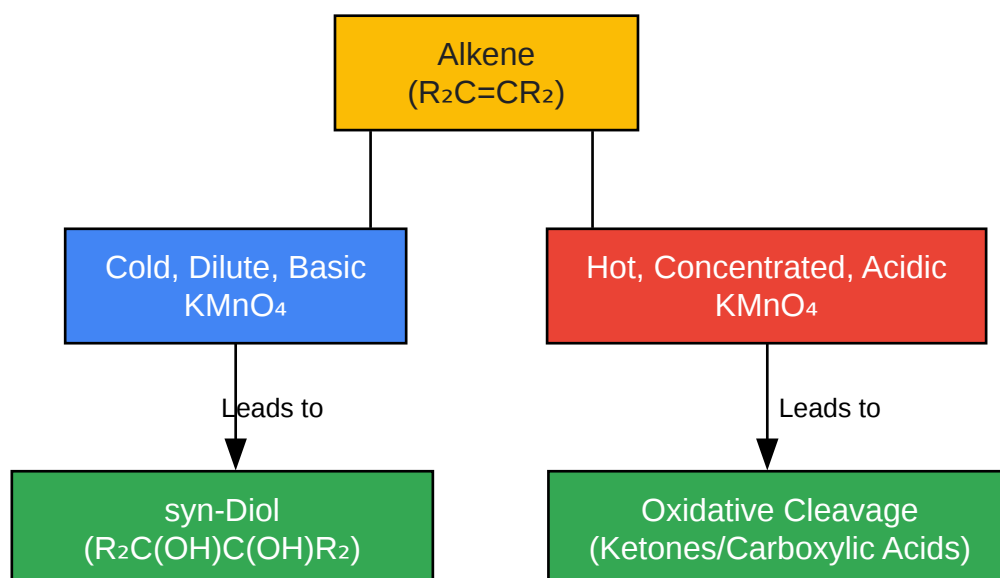 Alkene
(R₂C=CR₂)
Cold, Dilute, Basic
KMnO₄
Hot, Concentrated, Acidic
KMnO₄
Leads to
Leads to
syn-Diol
(R₂C(OH)C(OH)R₂)
Oxidative Cleavage
(Ketones/Carboxylic Acids)